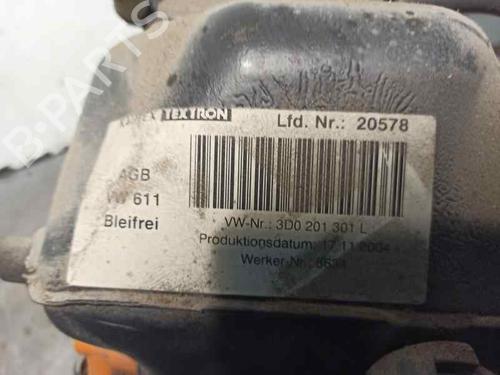 KAUTEX TEXTRON
Lfd. Nr.: 20578
AGB
VW 611
Bleifrei
VW-Nr.: 3D0 201 301 L
Produktionsdatum: 17.11.2004
Werker-Nr.:
B-PARTS